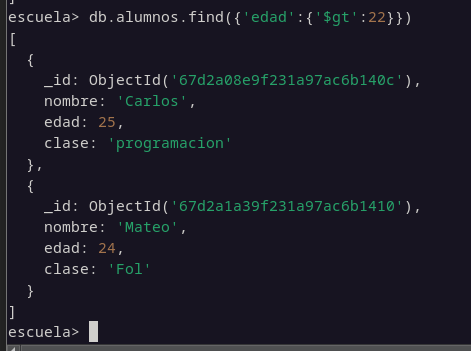 ]
escuela> db.alumnos.find({'edad':{'$gt':22}})
[
  {
    _id: ObjectId('67d2a08e9f231a97ac6b140c'),
    nombre: 'Carlos',
    edad: 25,
    clase: 'programacion'
  },
  {
    _id: ObjectId('67d2a1a39f231a97ac6b1410'),
    nombre: 'Mateo',
    edad: 24,
    clase: 'Fol'
  }
]
escuela>